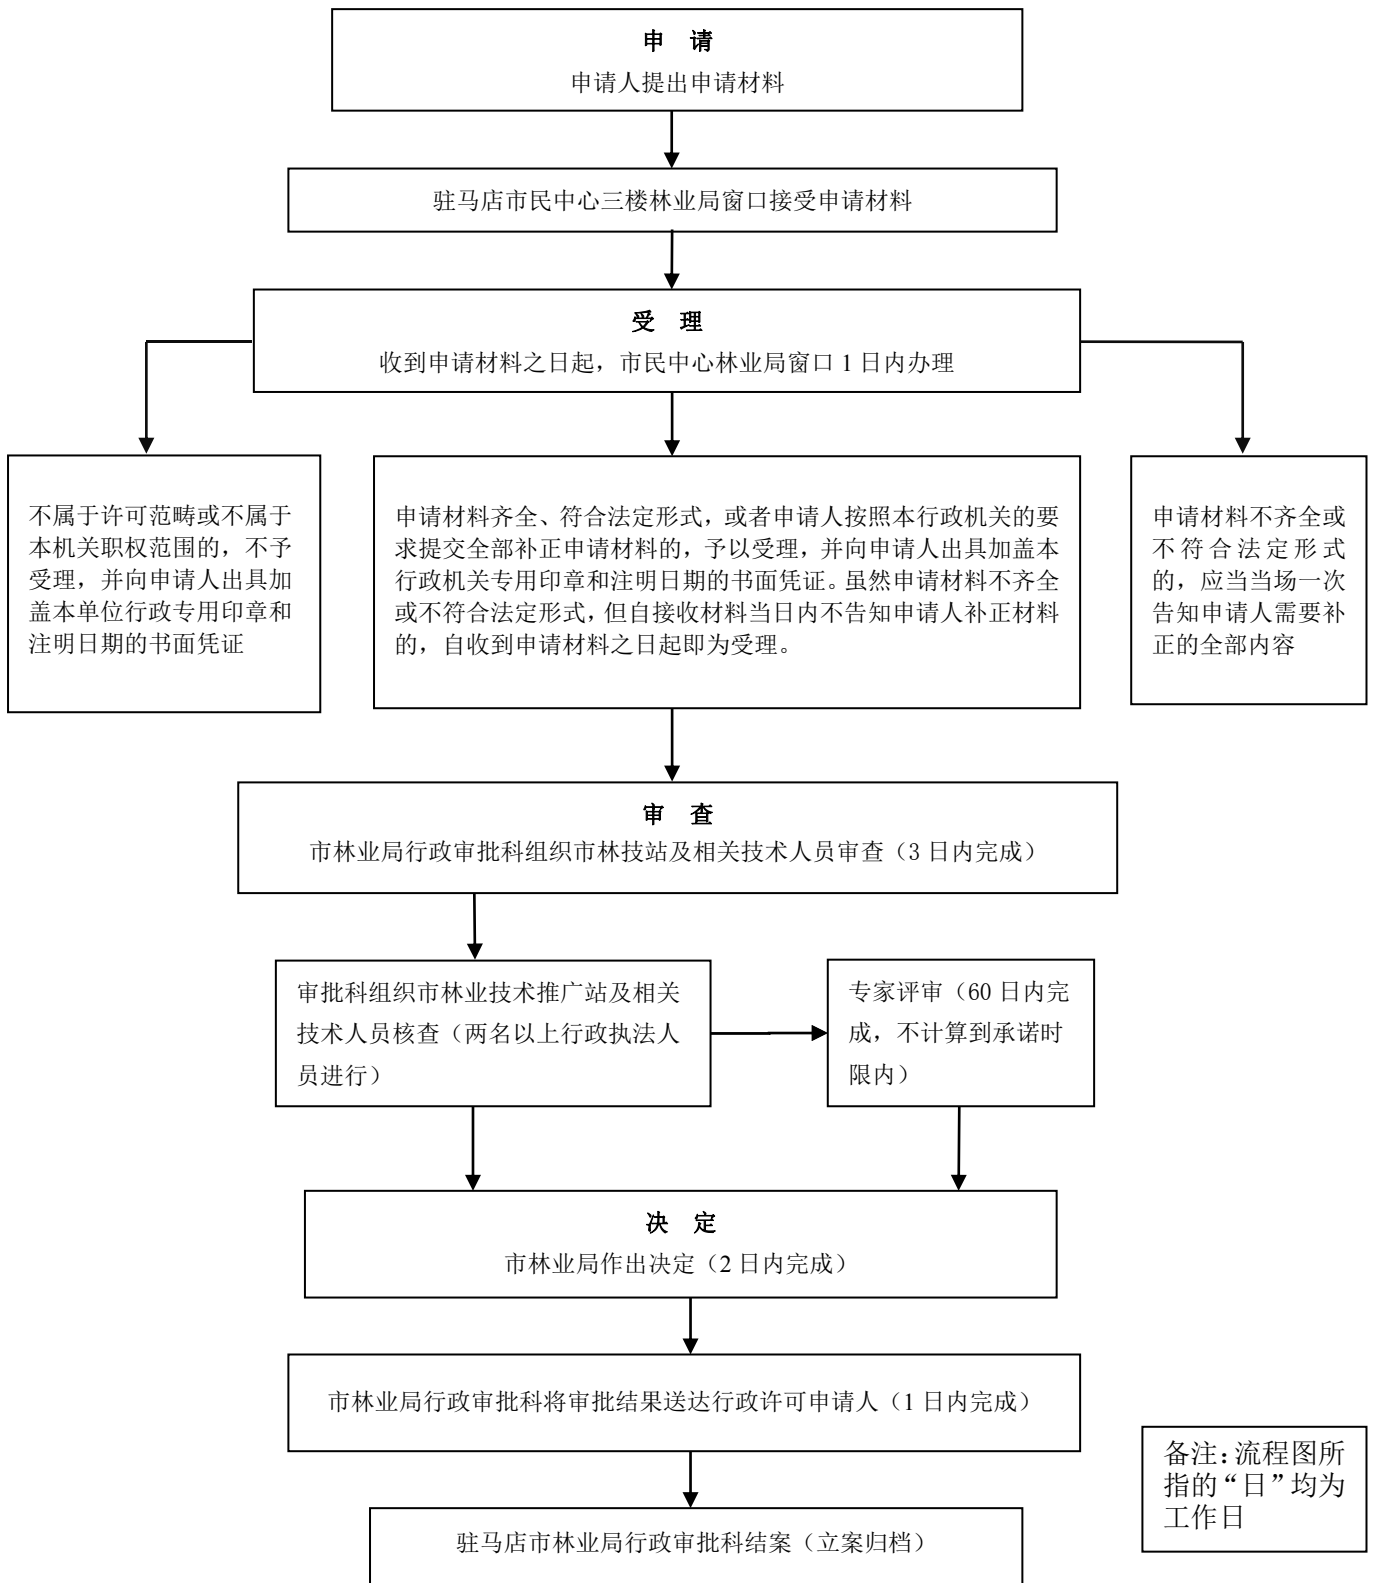 申 请
申请人提出申请材料
驻马店市民中心三楼林业局窗口接受申请材料
受 理
收到申请材料之日起，市民中心林业局窗口 1 日内办理
不属于许可范畴或不属于
本机关职权范围的，不予
受理，并向申请人出具加
盖本单位行政专用印章和
注明日期的书面凭证
申请材料齐全、符合法定形式，或者申请人按照本行政机关的要
求提交全部补正申请材料的，予以受理，并向申请人出具加盖本
行政机关专用印章和注明日期的书面凭证。虽然申请材料不齐全
或不符合法定形式，但自接收材料当日内不告知申请人补正材料
的，自收到申请材料之日起即为受理。
申请材料不齐全或
不符合法定形式
的，应当当场一次
告知申请人需要补
正的全部内容
审 查
市林业局行政审批科组织市林技站及相关技术人员审查（3 日内完成）
审批科组织市林业技术推广站及相关
技术人员核查（两名以上行政执法人
员进行）
专家评审（60 日内完
成，不计算到承诺时
限内）
决 定
市林业局作出决定（2 日内完成）
市林业局行政审批科将审批结果送达行政许可申请人（1 日内完成）
备注：流程图所
指的“日”均为
工作日
驻马店市林业局行政审批科结案（立案归档）